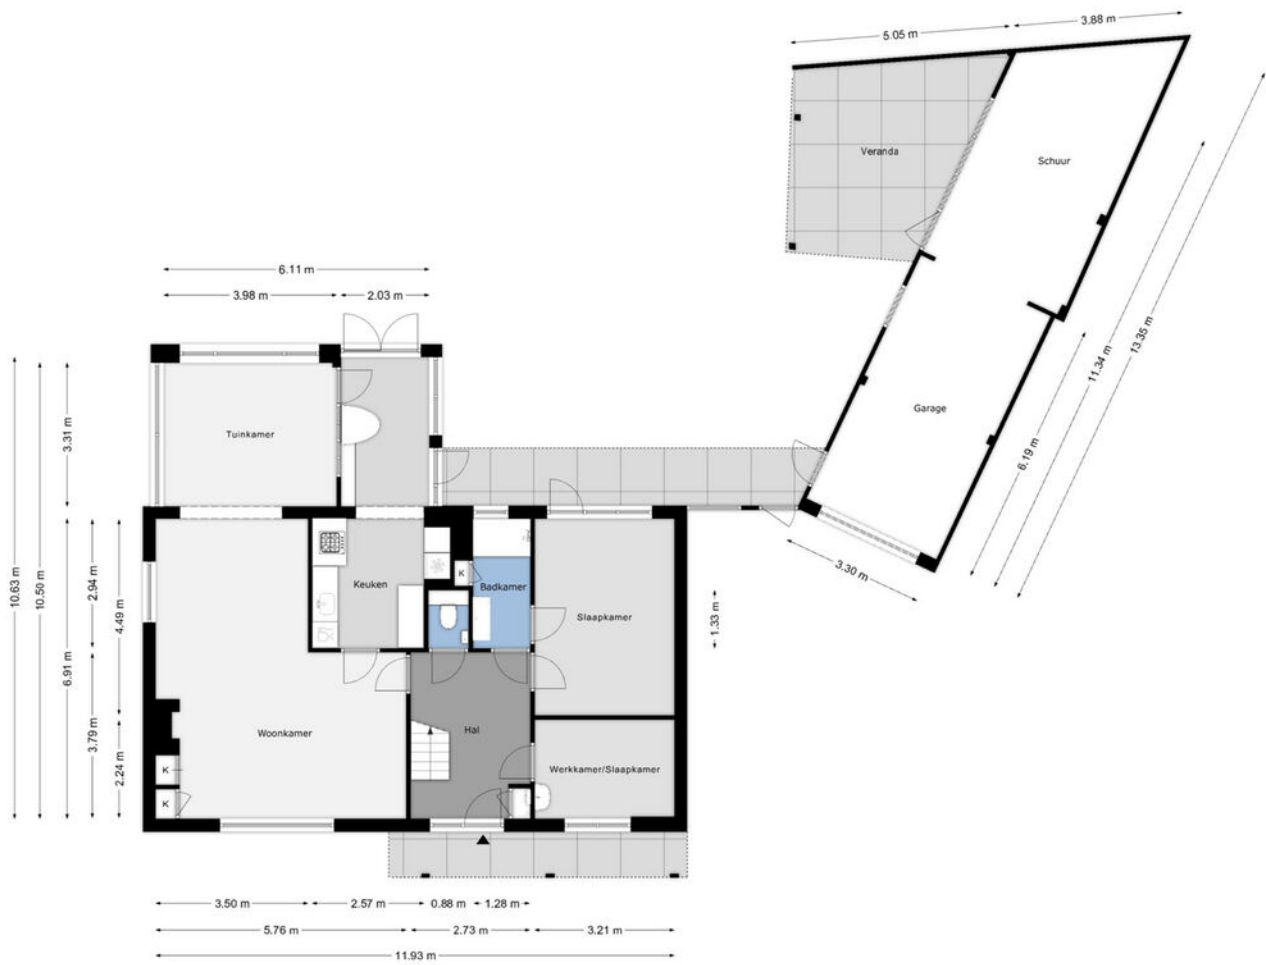 3.88 m
5.05 m
Veranda
Schuur
6.11 m
3.98 m
2.03 m
13.35 m
11.34 m
6.19 m
Garage
3.31 m
Tuinkamer
10.63 m
10.50 m
6.91 m
2.94 m
4.49 m
3.79 m
2.24 m
3.30 m
1.33 m
Keuken
K
Badkamer
Slaapkamer
Woonkamer
Hal
Werkkamer/Slaapkamer
K
K
3.50 m
2.57 m
0.88 m
1.28 m
5.76 m
2.73 m
3.21 m
11.93 m